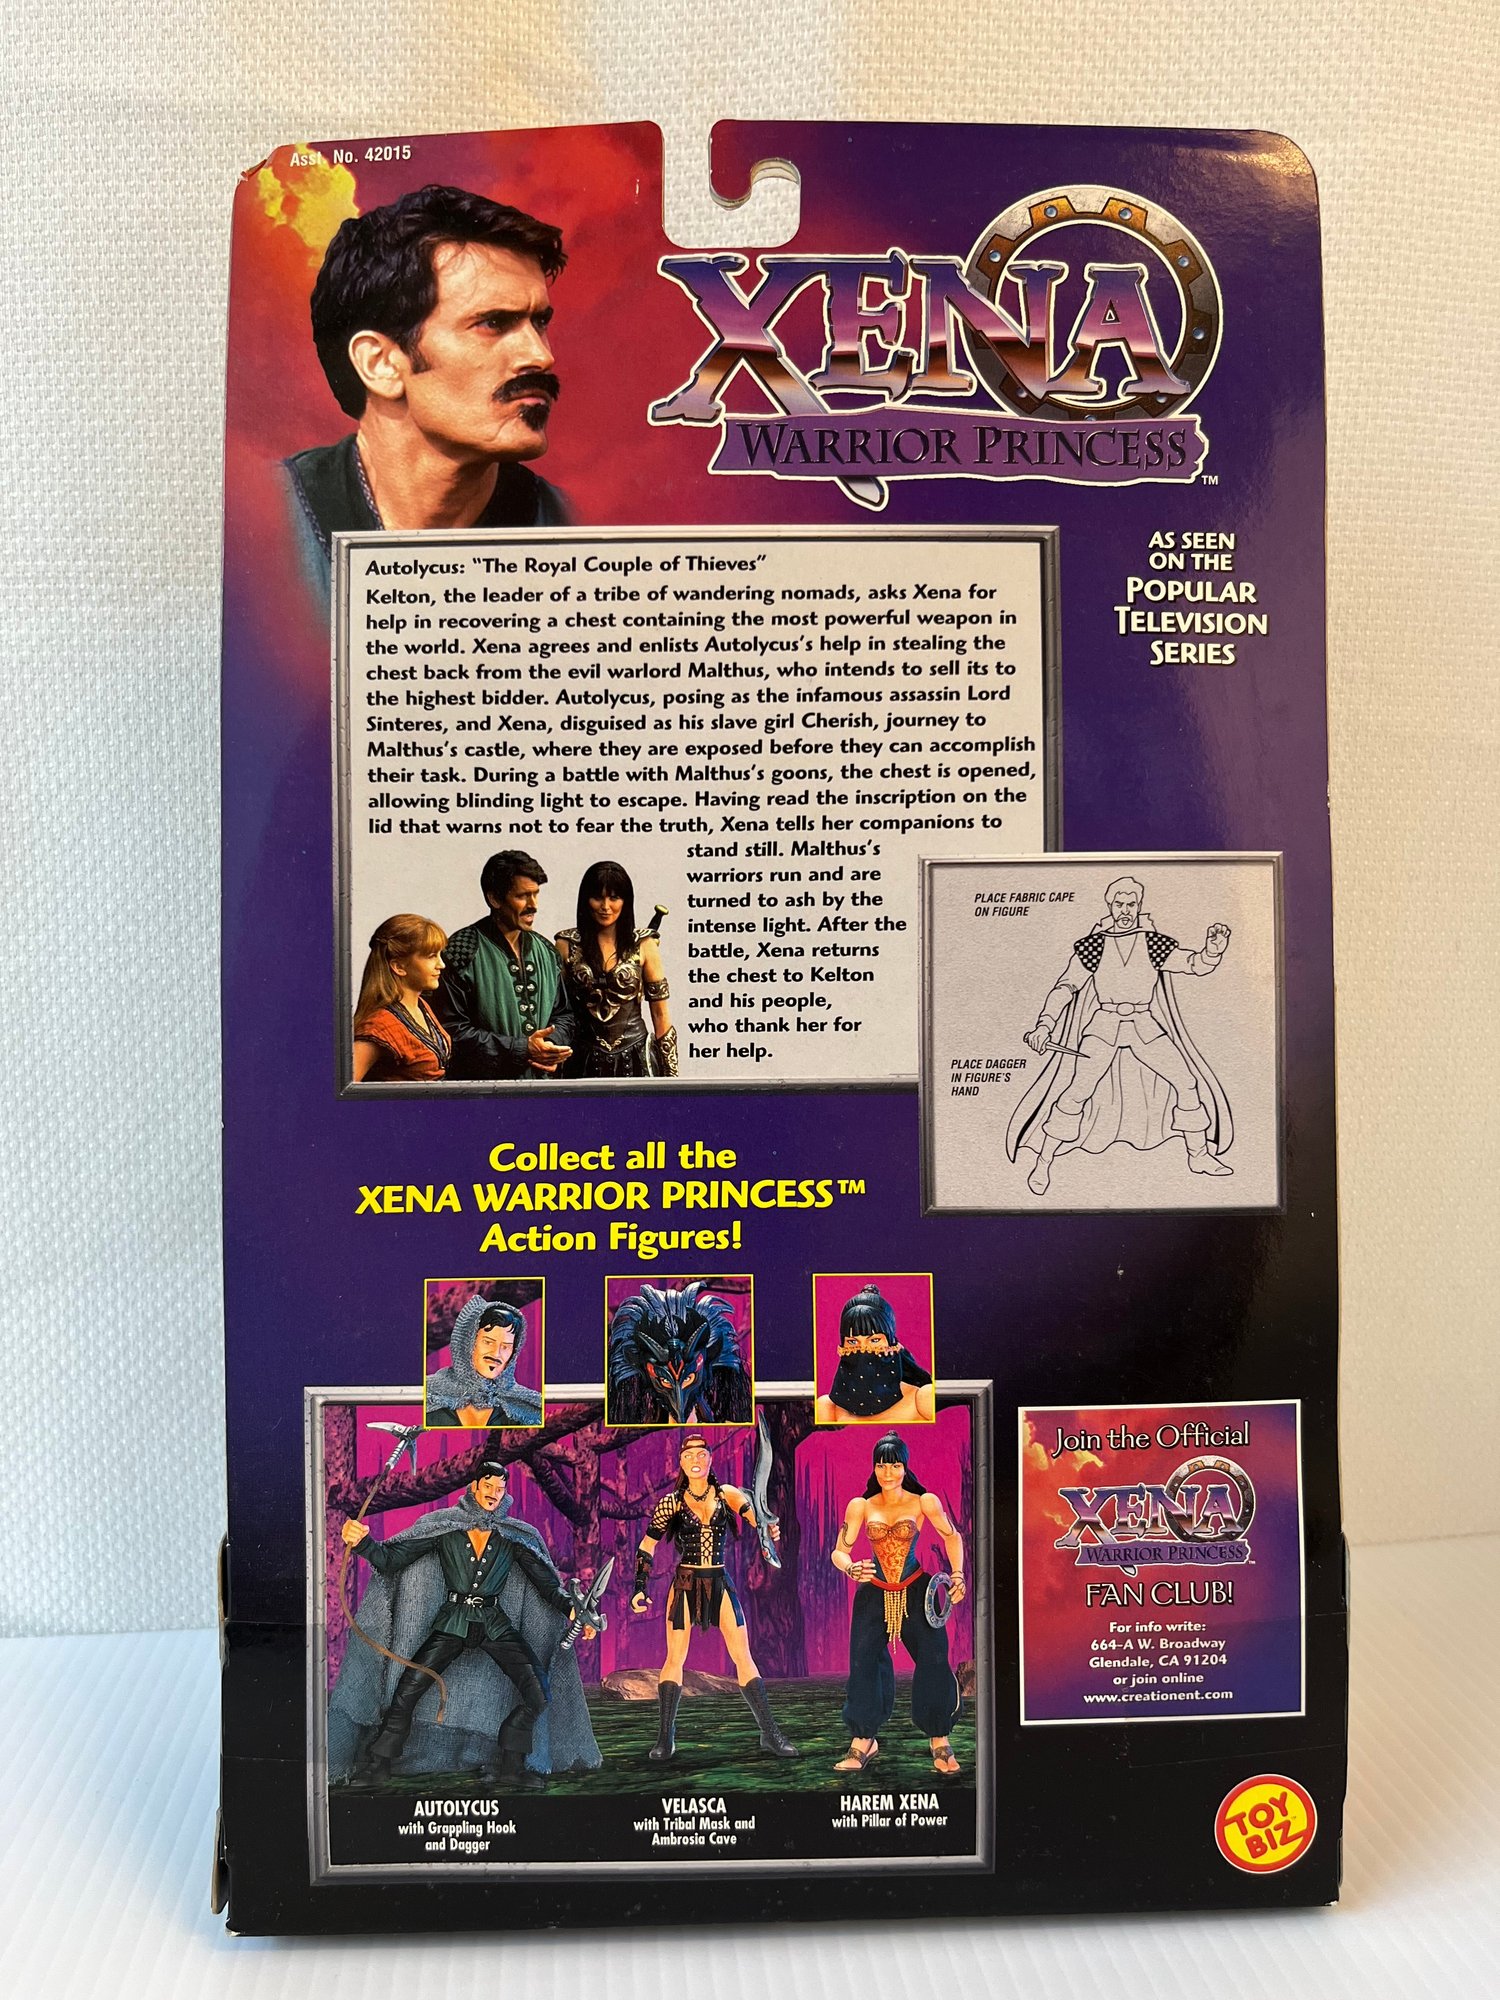 Asst. No. 42015
XENA
WARRIOR PRINCESS™
AS SEEN
ON THE
POPULAR
TELEVISION
SERIES
Autolycus: "The Royal Couple of Thieves"
Kelton, the leader of a tribe of wandering nomads, asks Xena for
help in recovering a chest containing the most powerful weapon in
the world. Xena agrees and enlists Autolycus's help in stealing the
chest back from the evil warlord Malthus, who intends to sell its to
the highest bidder. Autolycus, posing as the infamous assassin Lord
Sinteres, and Xena, disguised as his slave girl Cherish, journey to
Malthus's castle, where they are exposed before they can accomplish
their task. During a battle with Malthus's goons, the chest is opened,
allowing blinding light to escape. Having read the inscription on the
lid that warns not to fear the truth, Xena tells her companions to
stand still. Malthus's
warriors run and are
turned to ash by the
intense light. After the
battle, Xena returns
the chest to Kelton
and his people,
who thank her for
her help.
PLACE FABRIC CAPE
ON FIGURE
PLACE DAGGER
IN FIGURE'S
HAND
Collect all the
XENA WARRIOR PRINCESS™
Action Figures!
AUTOLYCUS
with Grappling Hook
and Dagger
VELASCA
with Tribal Mask and
Ambrosia Cave
HAREM XENA
with Pillar of Power
Join the Official
XENA
WARRIOR PRINCESS™
FAN CLUB!
For info write:
664-A W. Broadway
Glendale, CA 91204
or join online
www.creationent.com
TOY
BIZ™